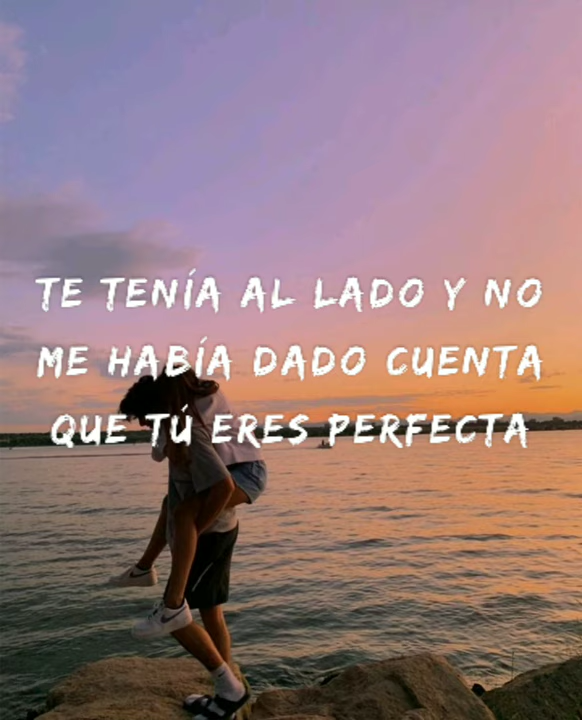 TE TENÍA AL LADO Y NO
ME HABÍA DADO CUENTA
QUE TÚ ERES PERFECTA